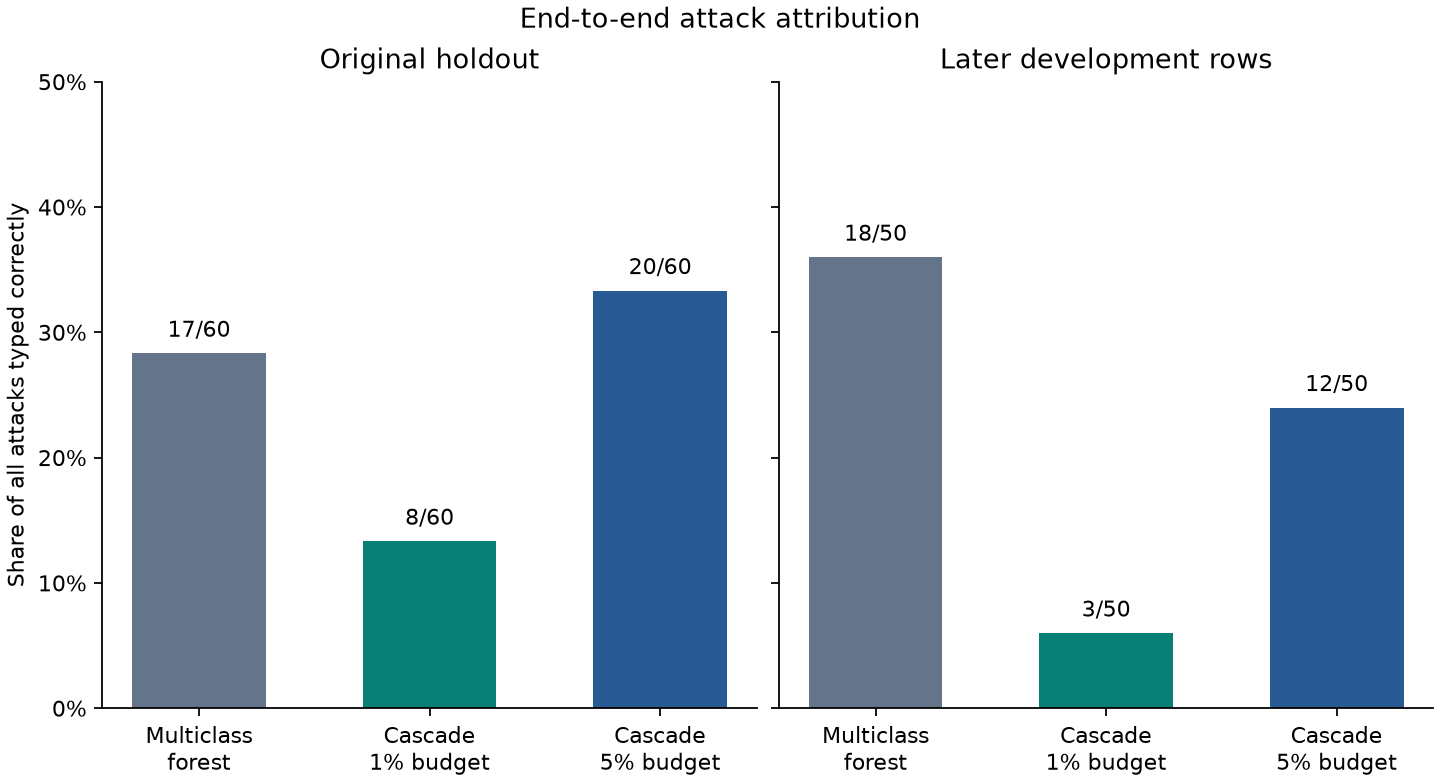 End-to-end attack attribution
Original holdout
Share of all attacks typed correctly
50%
40%
30%
20%
10%
0%
17/60
8/60
20/60
Multiclass
forest
Cascade
1% budget
Cascade
5% budget
Later development rows
18/50
3/50
12/50
Multiclass
forest
Cascade
1% budget
Cascade
5% budget